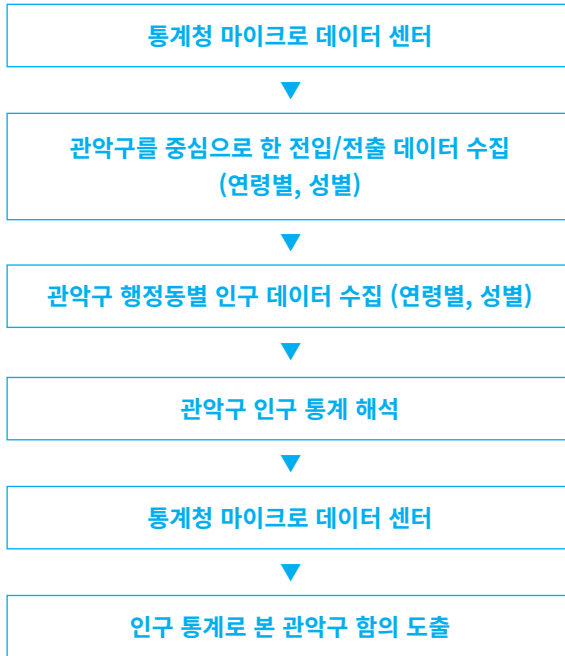 통계청 마이크로 데이터 센터
▼
관악구를 중심으로 한 전입/전출 데이터 수집
(연령별, 성별)
▼
관악구 행정동별 인구 데이터 수집 (연령별, 성별)
▼
관악구 인구 통계 해석
▼
통계청 마이크로 데이터 센터
▼
인구 통계로 본 관악구 함의 도출